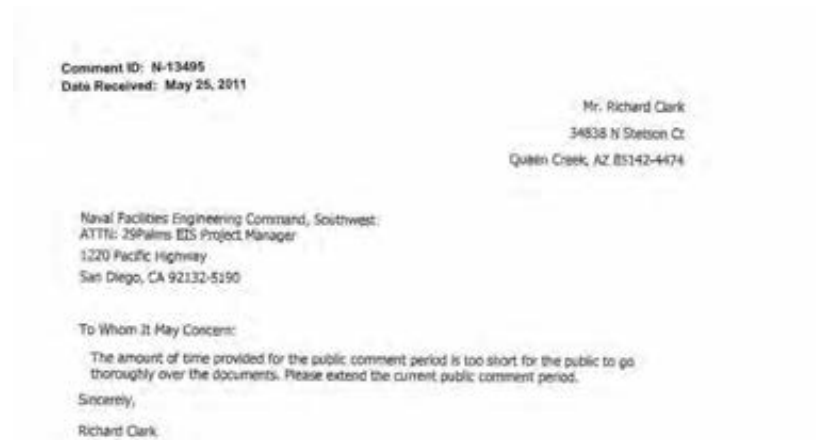 Comment ID: N-13495
Date Received: May 25, 2011
Mr. Richard Clark
34838 N Stetson Ct
Queen Creek, AZ 85142-4474
Naval Facilities Engineering Command, Southwest
ATTN: 29Palms EIS Project Manager
1220 Pacific Highway
San Diego, CA 92132-5190
To Whom It May Concern:
The amount of time provided for the public comment period is too short for the public to go
thoroughly over the documents. Please extend the current public comment period.
Sincerely,
Richard Clark